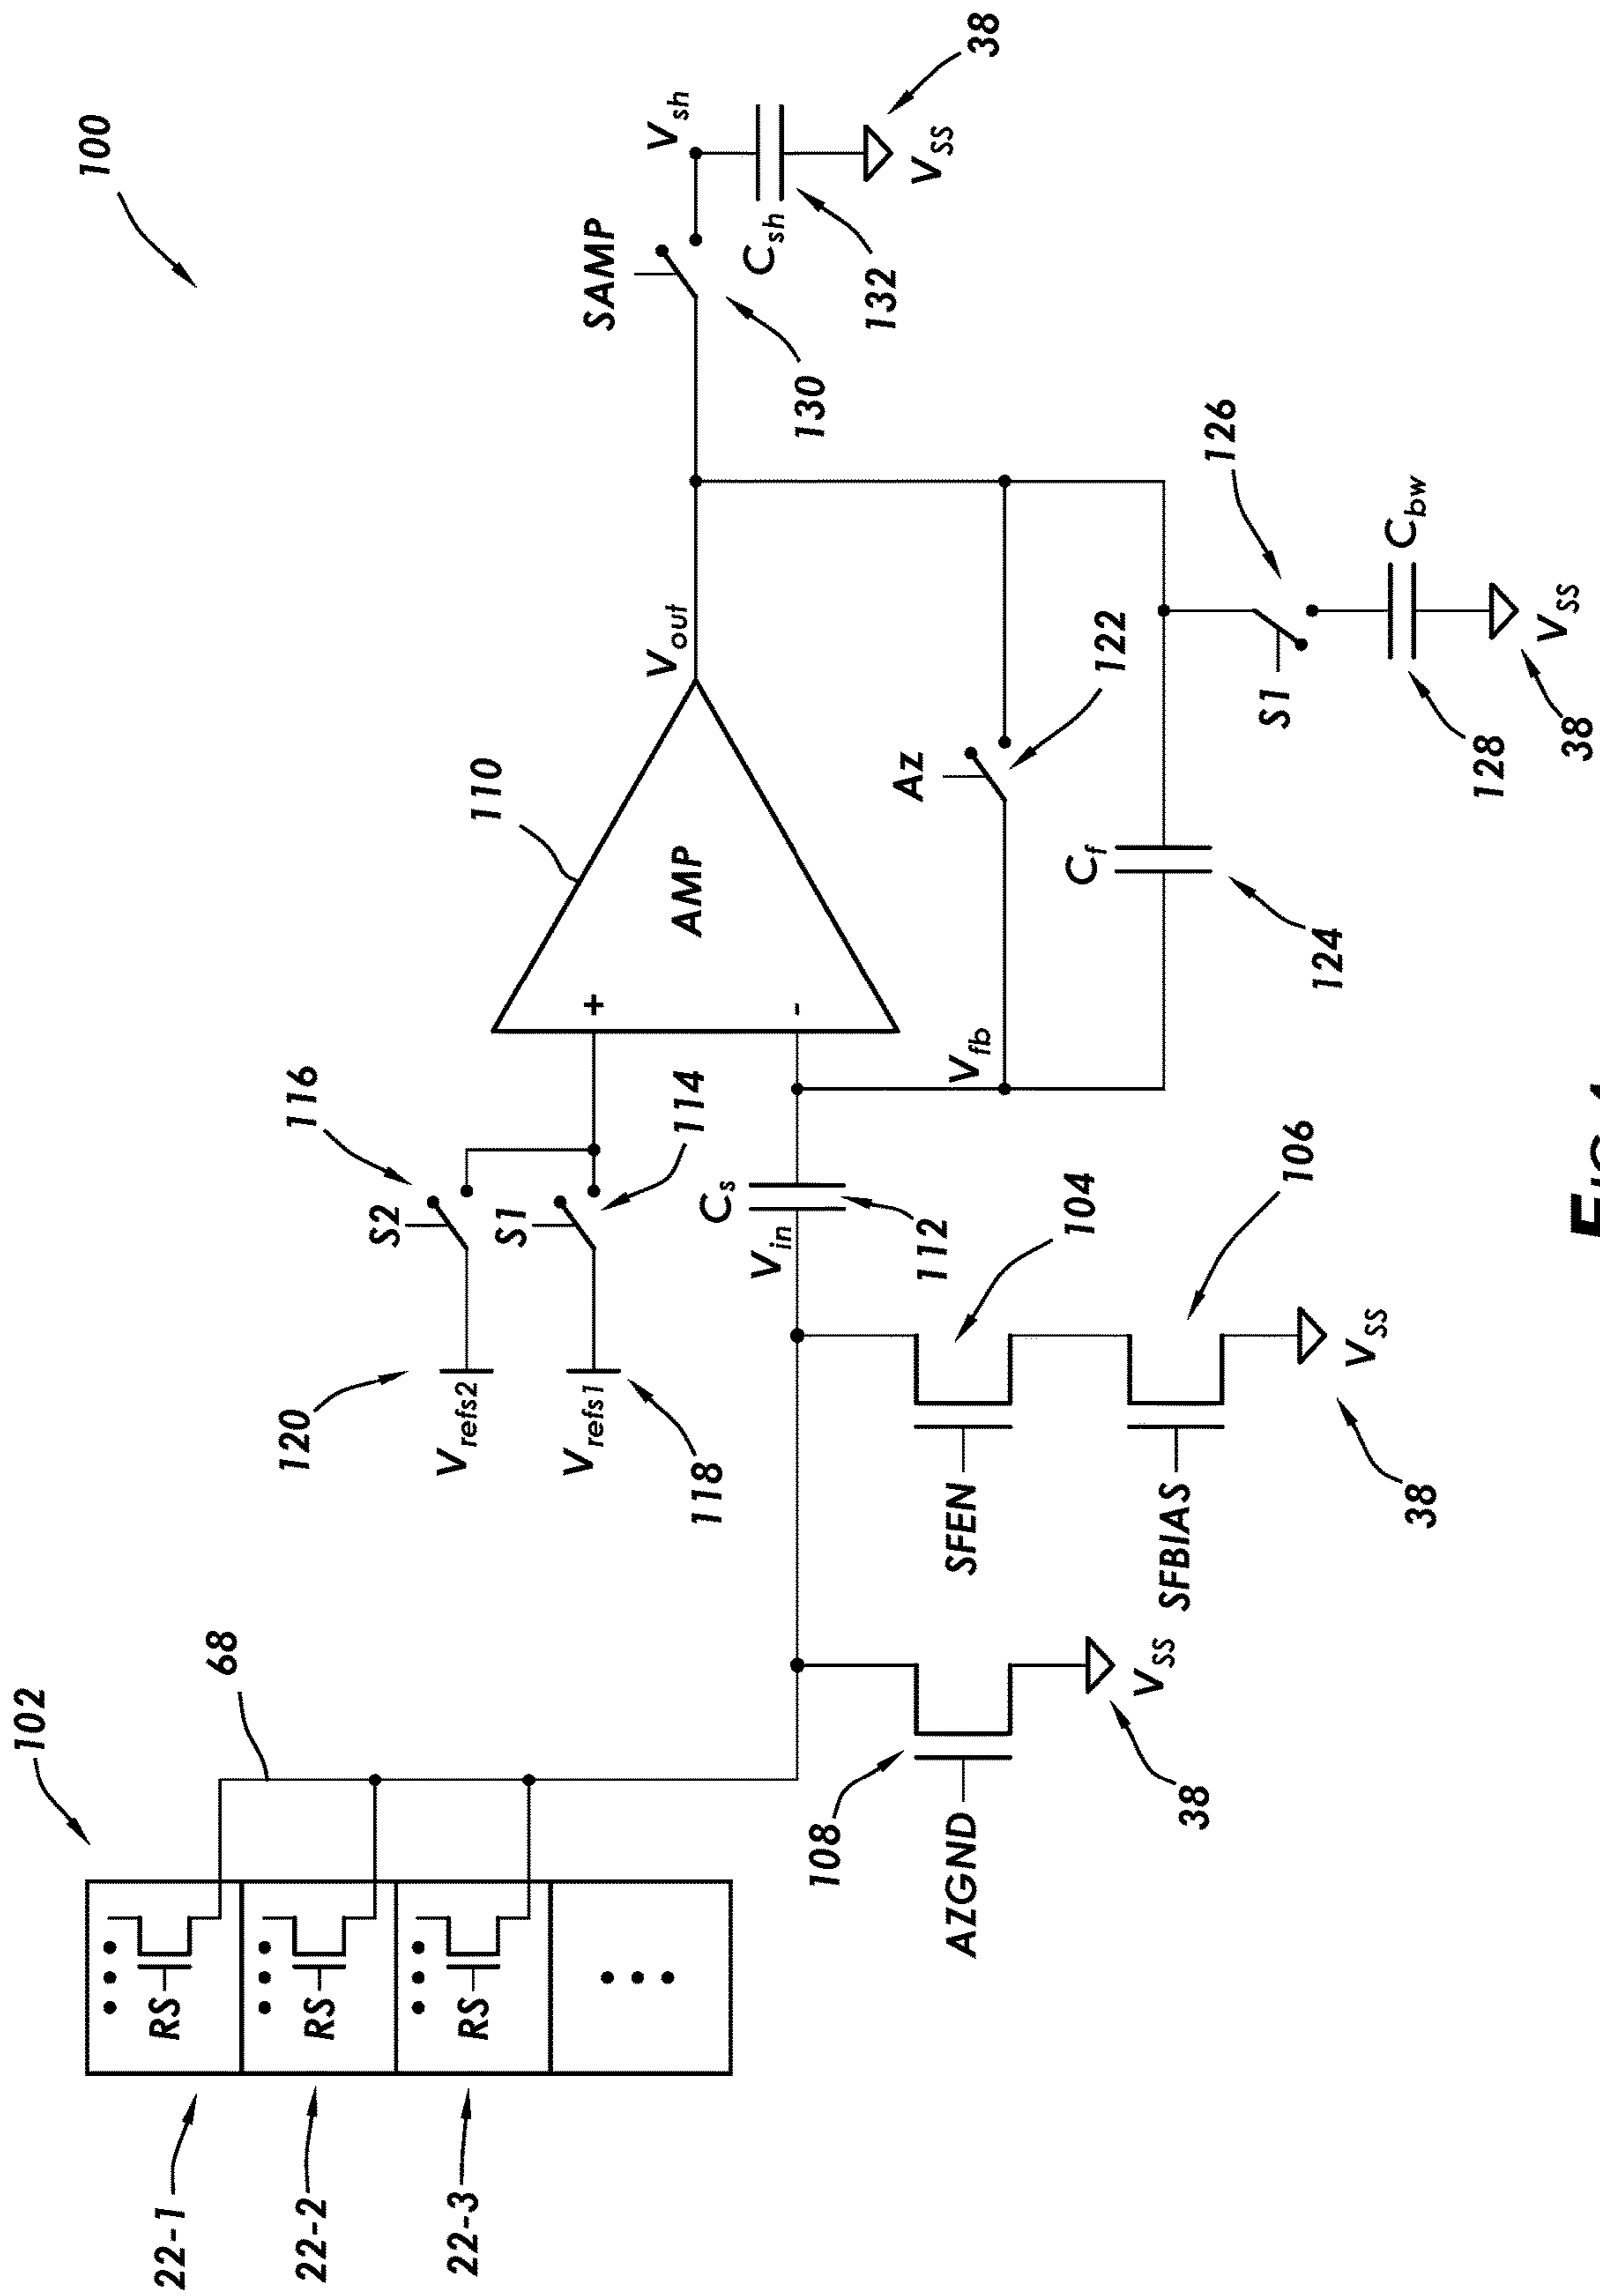 100
102
68
22-1
RS
22-2
RS
22-3
RS
108
AZGND
38
VSS
SFEN
104
SFBIAS
106
VSS
38
120
Vrefs2
S2
116
Vrefs1
118
S1
114
Vin
Cs
112
+
-
AMP
110
Vout
Vfb
Az
122
Cf
124
S1
126
Cbw
128
VSS
38
SAMP
130
Vsh
Csh
132
VSS
38